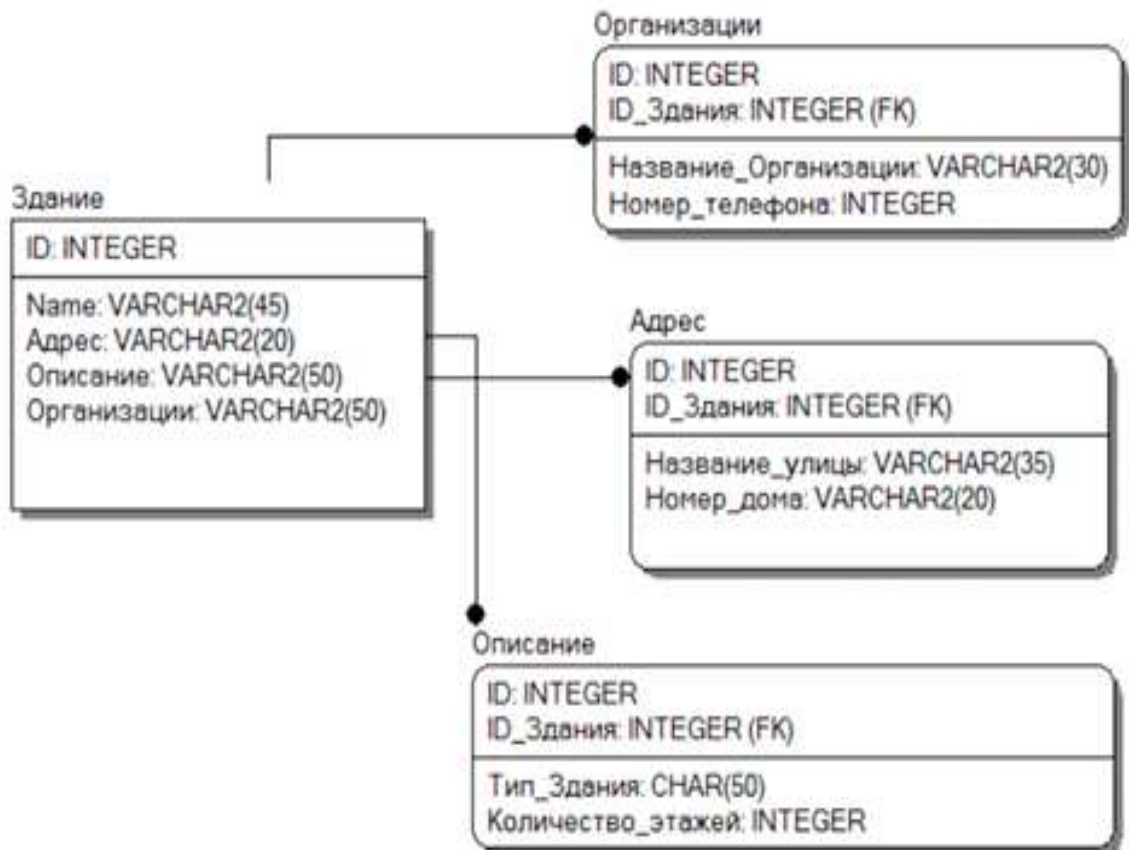 Организации
ID: INTEGER
ID_Здания: INTEGER (FK)
Название_Организации: VARCHAR2(30)
Номер_телефона: INTEGER
Здание
ID: INTEGER
Name: VARCHAR2(45)
Адрес: VARCHAR2(20)
Описание: VARCHAR2(50)
Организации: VARCHAR2(50)
Адрес
ID: INTEGER
ID_Здания: INTEGER (FK)
Название_улицы: VARCHAR2(35)
Номер_дома: VARCHAR2(20)
Описание
ID: INTEGER
ID_Здания: INTEGER (FK)
Тип_Здания: CHAR(50)
Количество_этажей: INTEGER